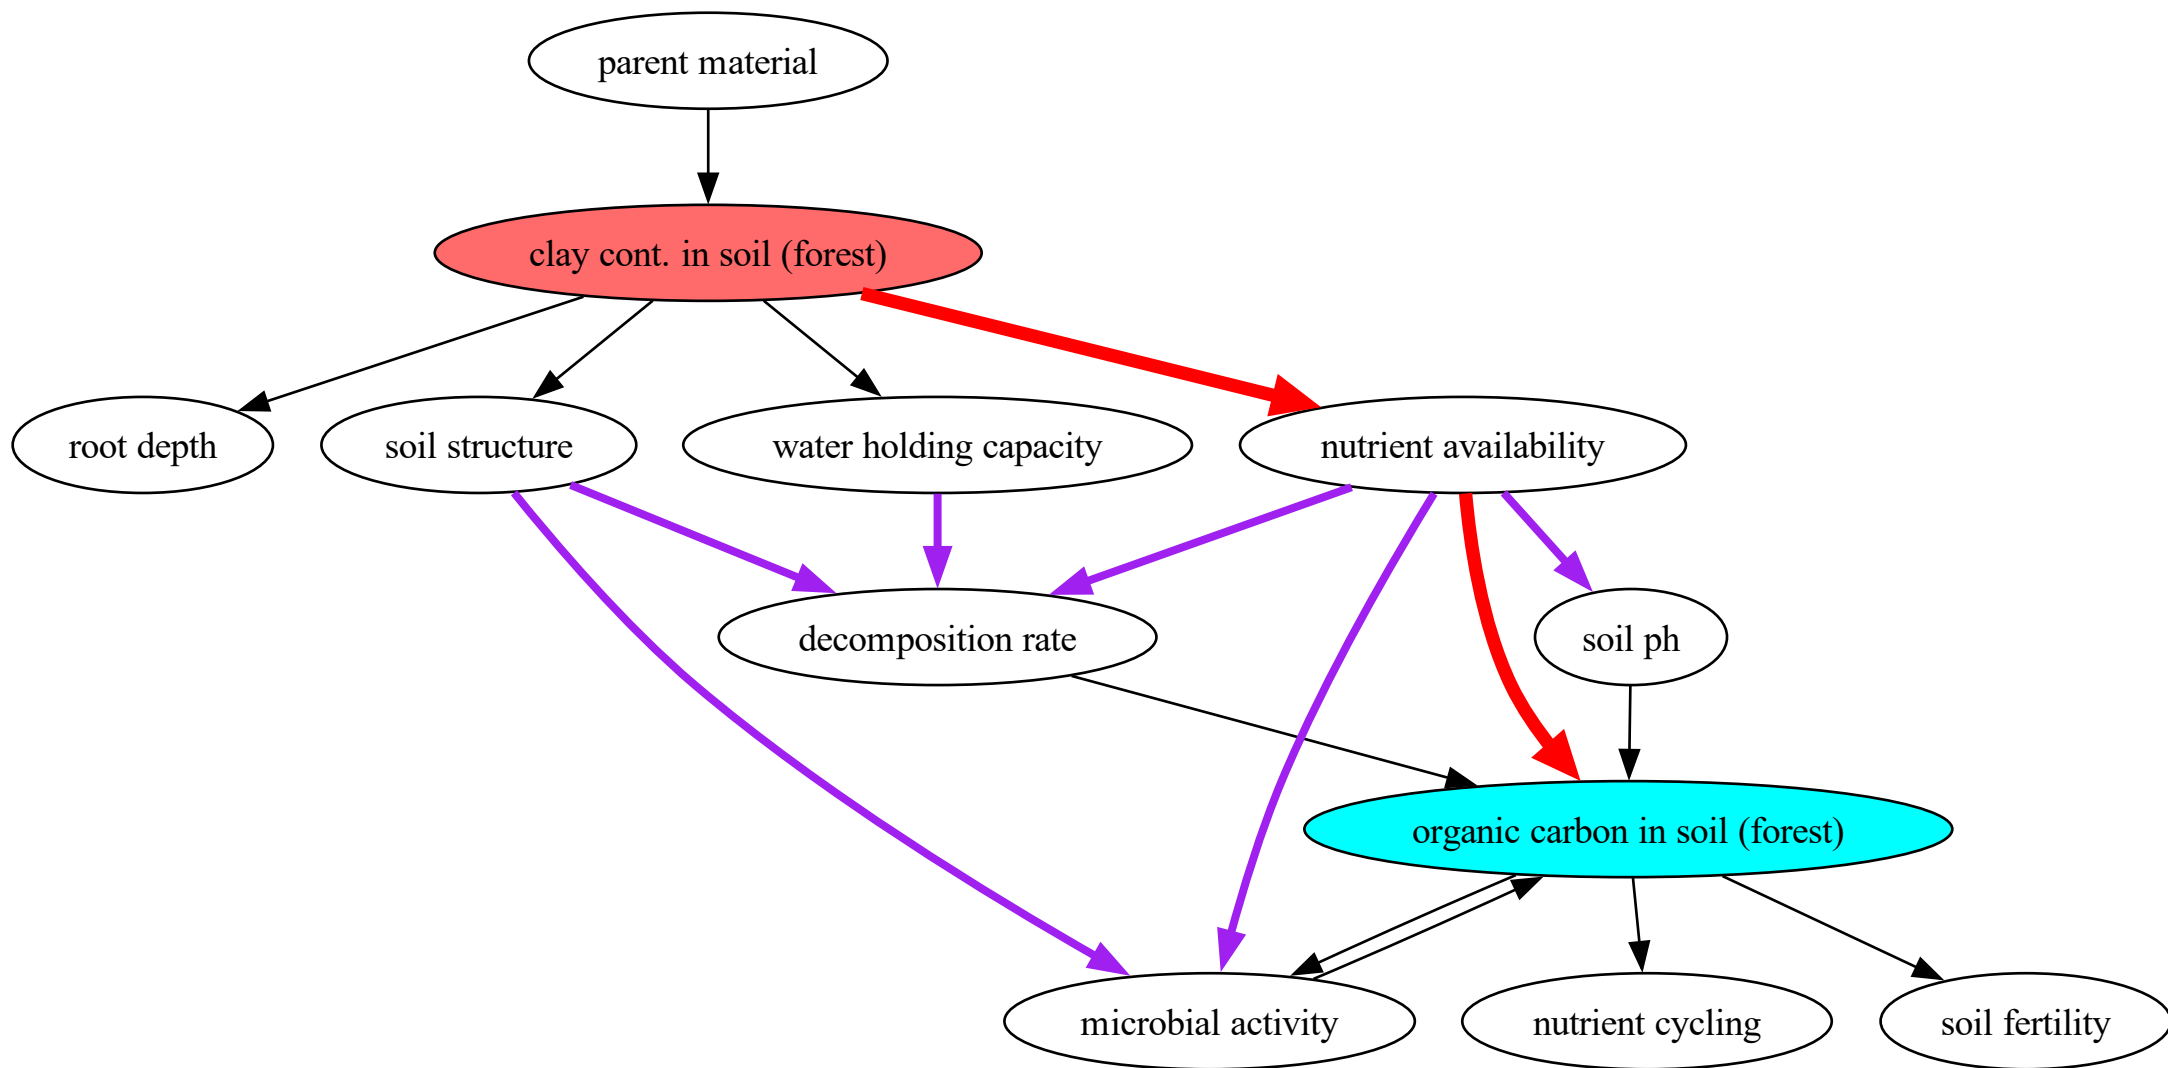 parent material
clay cont. in soil (forest)
root depth
soil structure
water holding capacity
nutrient availability
decomposition rate
soil ph
organic carbon in soil (forest)
microbial activity
nutrient cycling
soil fertility